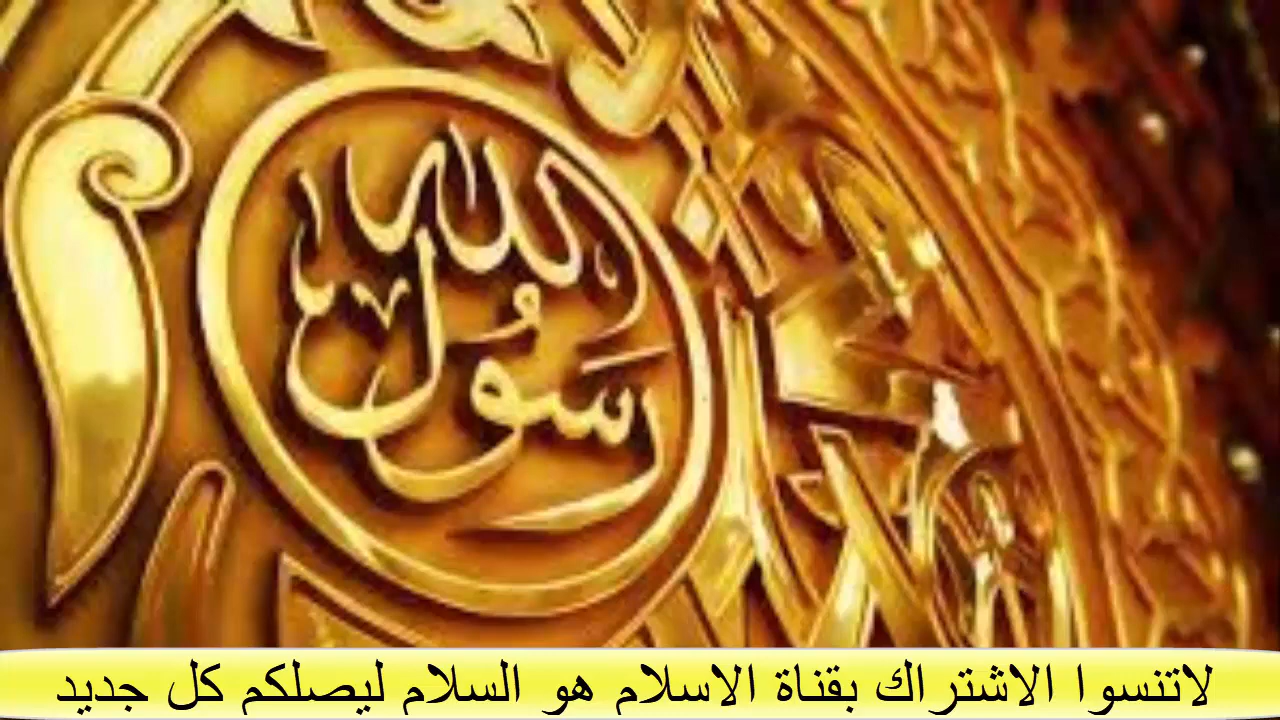 رسول الله
لاتنسوا الاشتراك بقناة الاسلام هو السلام ليصلكم كل جديد